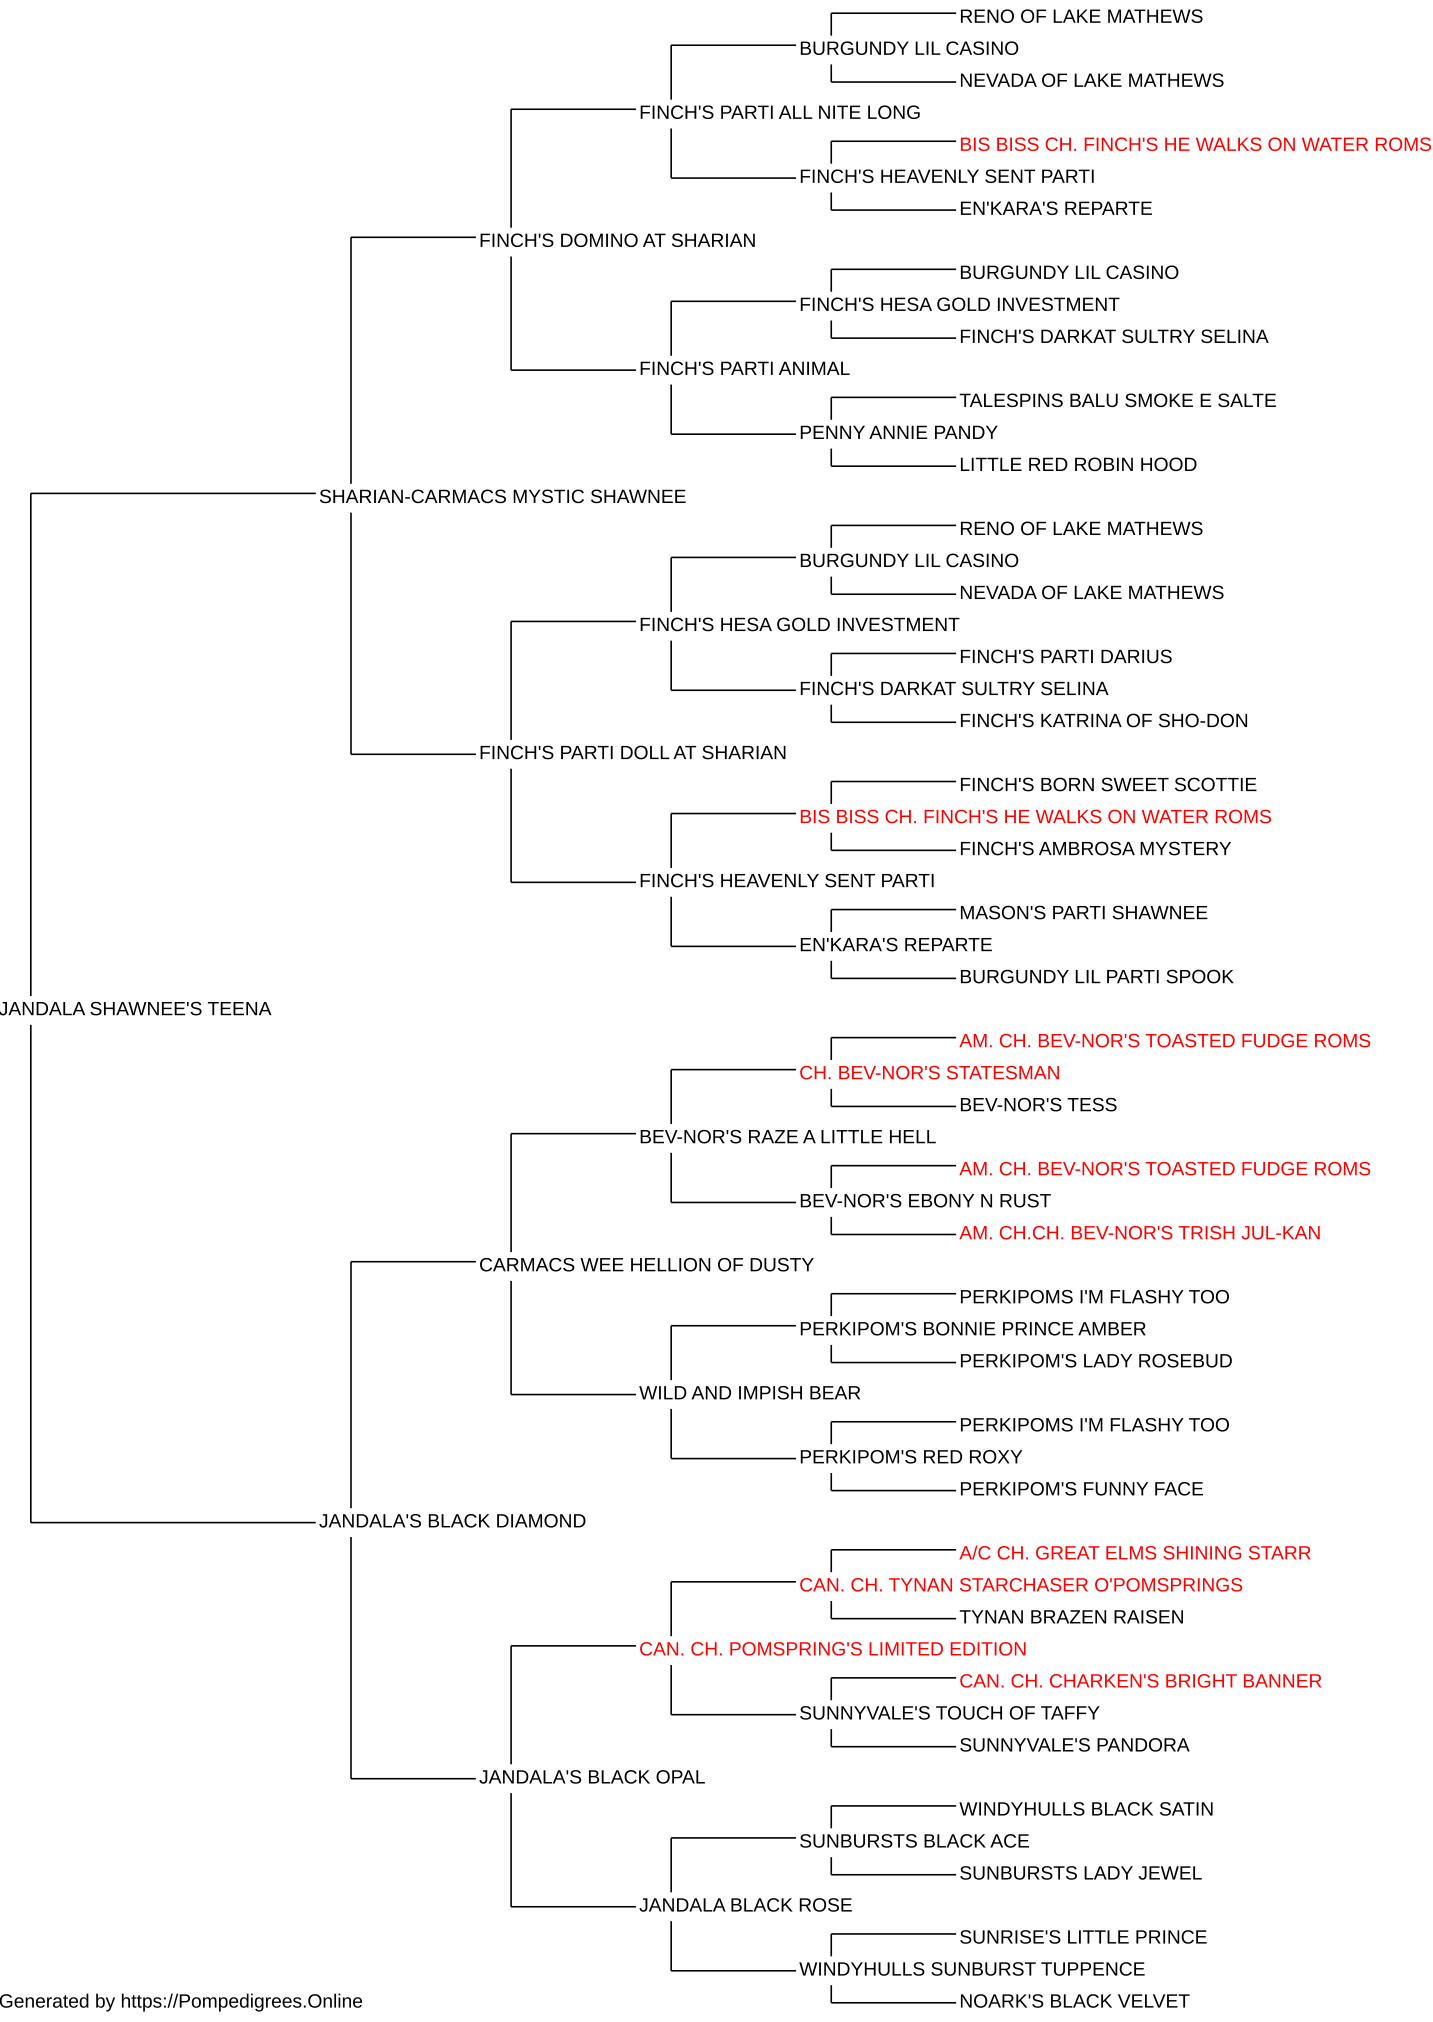 RENO OF LAKE MATHEWS
BURGUNDY LIL CASINO
NEVADA OF LAKE MATHEWS
FINCH'S PARTI ALL NITE LONG
BIS BISS CH. FINCH'S HE WALKS ON WATER ROMS
FINCH'S HEAVENLY SENT PARTI
EN'KARA'S REPARTE
FINCH'S DOMINO AT SHARIAN
BURGUNDY LIL CASINO
FINCH'S HESA GOLD INVESTMENT
FINCH'S DARKAT SULTRY SELINA
FINCH'S PARTI ANIMAL
TALESPINS BALU SMOKE E SALTE
PENNY ANNIE PANDY
LITTLE RED ROBIN HOOD
SHARIAN-CARMACS MYSTIC SHAWNEE
RENO OF LAKE MATHEWS
BURGUNDY LIL CASINO
NEVADA OF LAKE MATHEWS
FINCH'S HESA GOLD INVESTMENT
FINCH'S PARTI DARIUS
FINCH'S DARKAT SULTRY SELINA
FINCH'S KATRINA OF SHO-DON
FINCH'S PARTI DOLL AT SHARIAN
FINCH'S BORN SWEET SCOTTIE
BIS BISS CH. FINCH'S HE WALKS ON WATER ROMS
FINCH'S AMBROSA MYSTERY
FINCH'S HEAVENLY SENT PARTI
MASON'S PARTI SHAWNEE
EN'KARA'S REPARTE
BURGUNDY LIL PARTI SPOOK
JANDALA SHAWNEE'S TEENA
AM. CH. BEV-NOR'S TOASTED FUDGE ROMS
CH. BEV-NOR'S STATESMAN
BEV-NOR'S TESS
BEV-NOR'S RAZE A LITTLE HELL
AM. CH. BEV-NOR'S TOASTED FUDGE ROMS
BEV-NOR'S EBONY N RUST
AM. CH.CH. BEV-NOR'S TRISH JUL-KAN
CARMACS WEE HELLION OF DUSTY
PERKIPOMS I'M FLASHY TOO
PERKIPOM'S BONNIE PRINCE AMBER
PERKIPOM'S LADY ROSEBUD
WILD AND IMPISH BEAR
PERKIPOMS I'M FLASHY TOO
PERKIPOM'S RED ROXY
PERKIPOM'S FUNNY FACE
JANDALA'S BLACK DIAMOND
A/C CH. GREAT ELMS SHINING STARR
CAN. CH. TYNAN STARCHASER O'POMSPRINGS
TYNAN BRAZEN RAISEN
CAN. CH. POMSPRING'S LIMITED EDITION
CAN. CH. CHARKEN'S BRIGHT BANNER
SUNNYVALE'S TOUCH OF TAFFY
SUNNYVALE'S PANDORA
JANDALA'S BLACK OPAL
WINDYHULLS BLACK SATIN
SUNBURSTS BLACK ACE
SUNBURSTS LADY JEWEL
JANDALA BLACK ROSE
SUNRISE'S LITTLE PRINCE
WINDYHULLS SUNBURST TUPPENCE
NOARK'S BLACK VELVET
Generated by https://Pompedigrees.Online